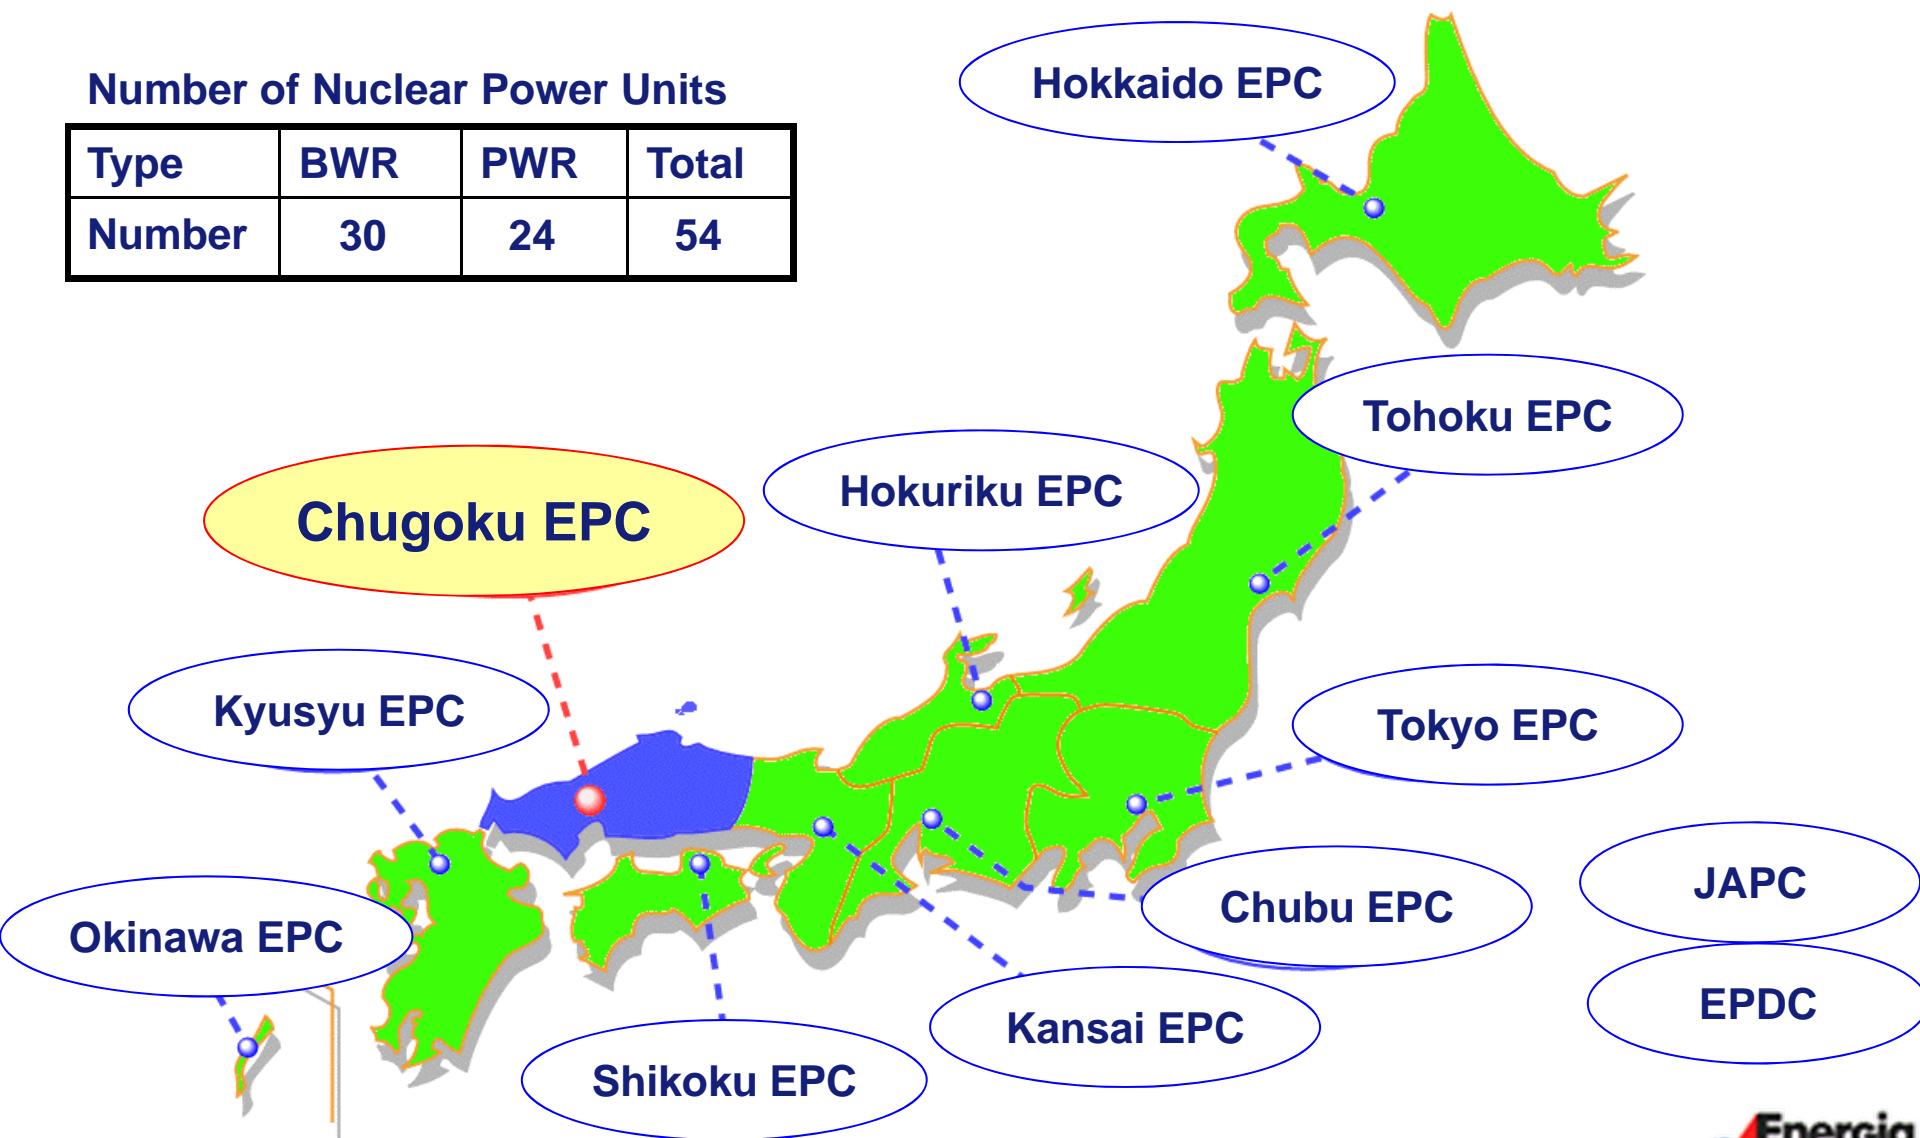 Number of Nuclear Power Units
Type BWR PWR Total
Number 30 24 54
Hokkaido EPC
Tohoku EPC
Hokuriku EPC
Chugoku EPC
Kyusyu EPC
Tokyo EPC
JAPC
Chubu EPC
Okinawa EPC
EPDC
Kansai EPC
Shikoku EPC
Energia